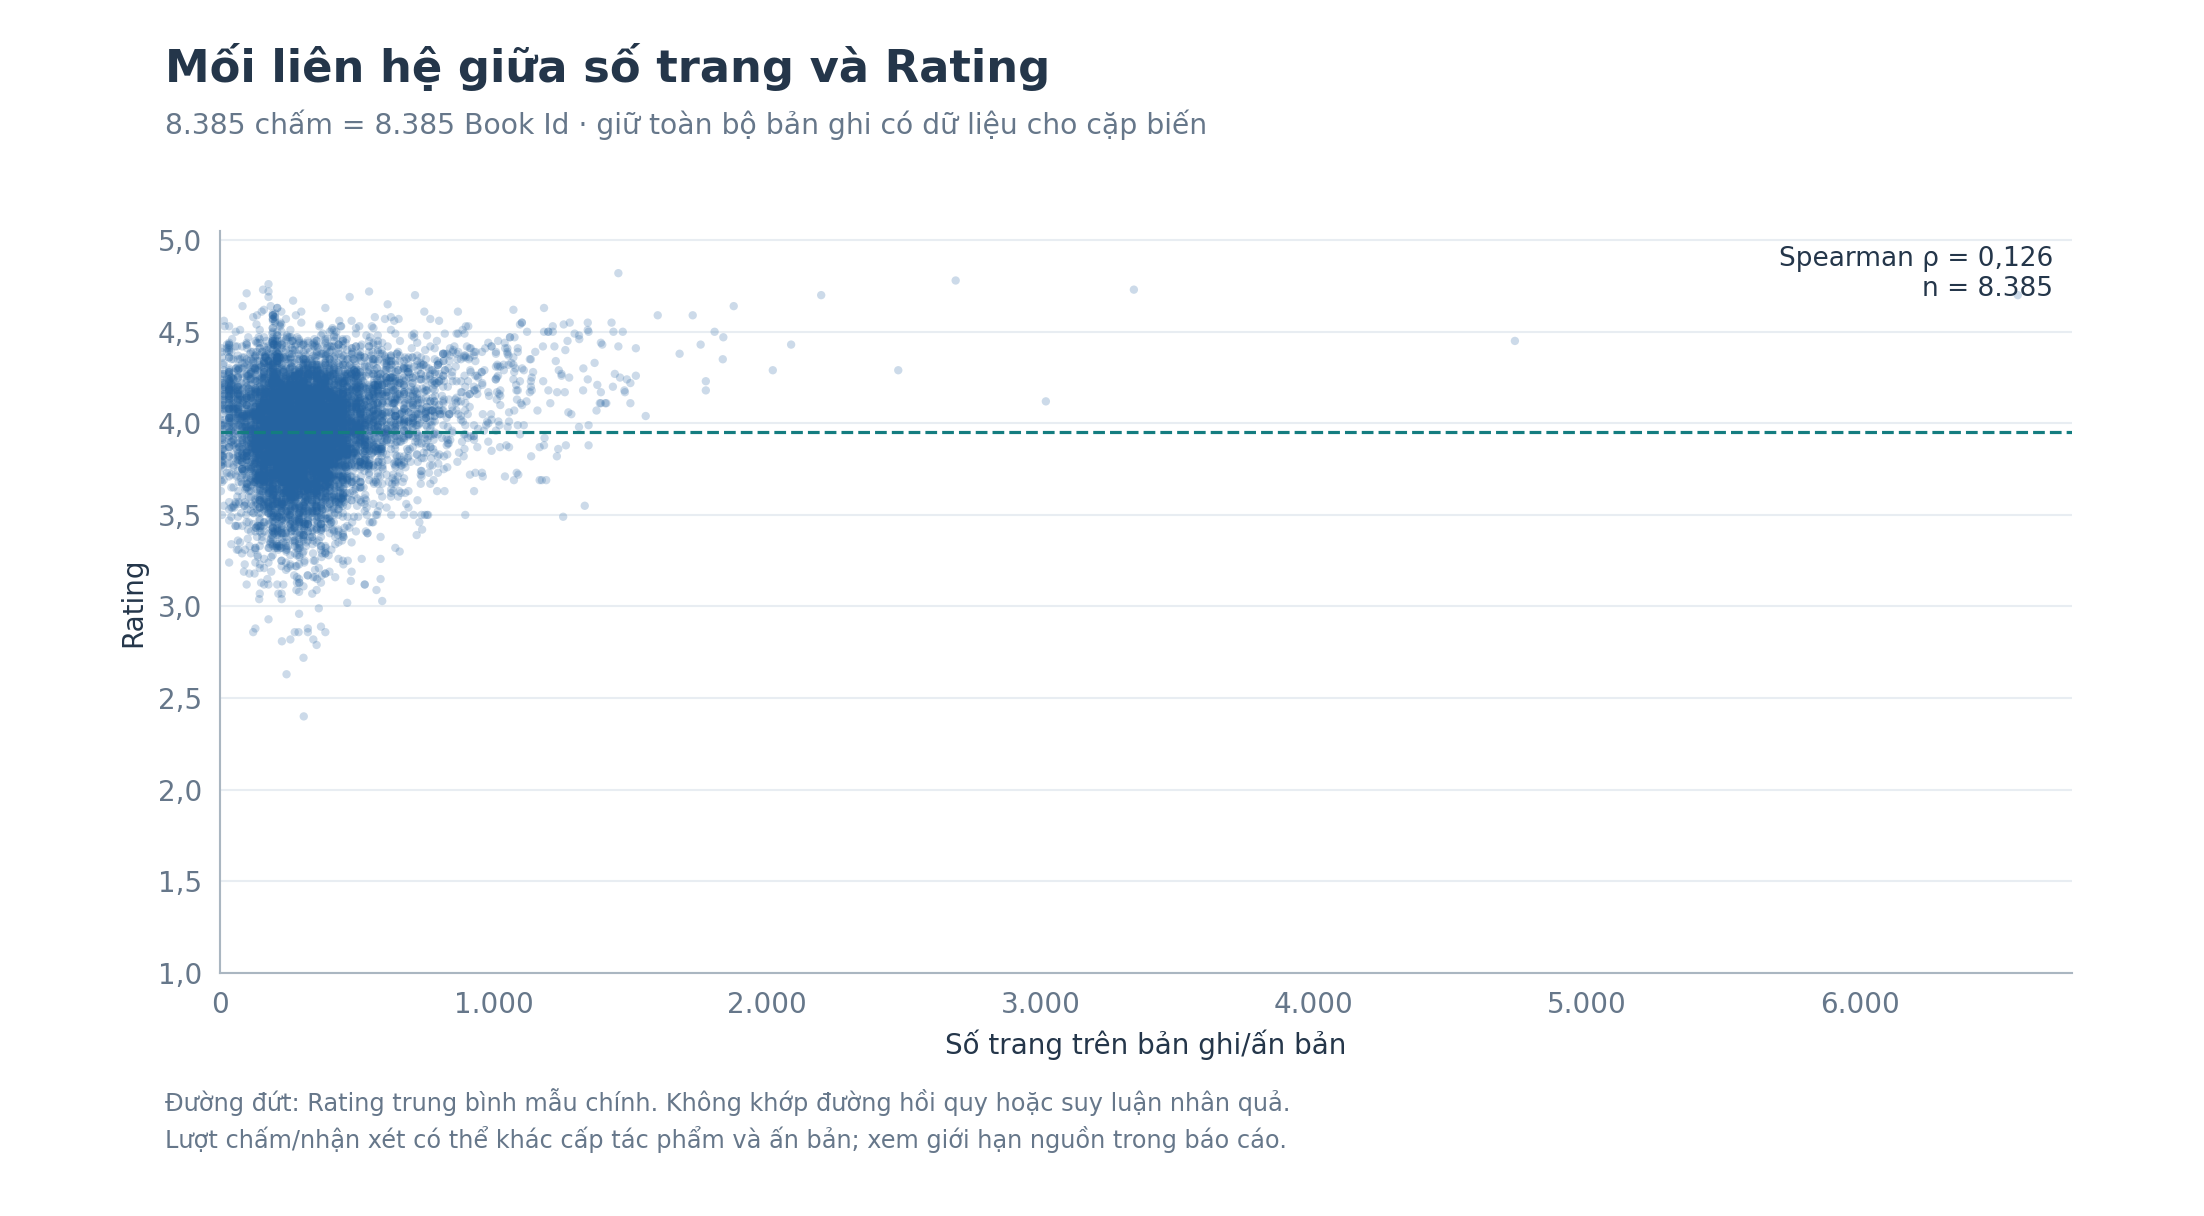 Mối liên hệ giữa số trang và Rating
8.385 chấm = 8.385 Book Id · giữ toàn bộ bản ghi có dữ liệu cho cặp biến
Spearman ρ = 0,126
n = 8.385
5,0
4,5
4,0
3,5
3,0
2,5
2,0
1,5
1,0
Rating
0
1.000
2.000
3.000
4.000
5.000
6.000
Số trang trên bản ghi/ấn bản
Đường đứt: Rating trung bình mẫu chính. Không khớp đường hồi quy hoặc suy luận nhân quả.
Lượt chấm/nhận xét có thể khác cấp tác phẩm và ấn bản; xem giới hạn nguồn trong báo cáo.